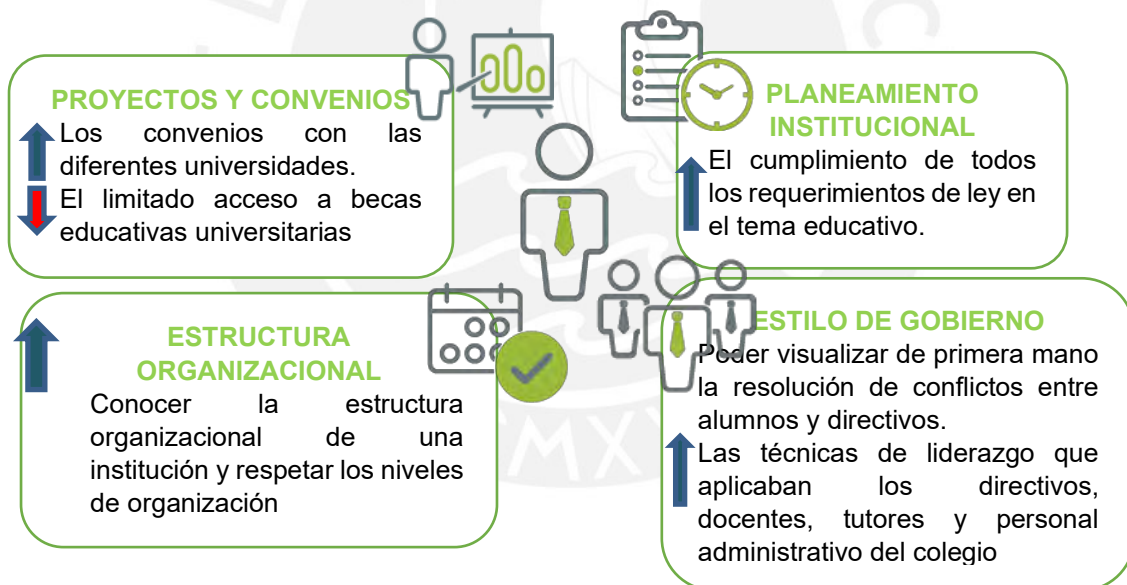 PROYECTOS Y CONVENIOS
Los convenios con las
diferentes universidades.
El limitado acceso a becas
educativas universitarias
PLANEAMIENTO
INSTITUCIONAL
El cumplimiento de todos
los requerimientos de ley en
el tema educativo.
ESTRUCTURA
ORGANIZACIONAL
Conocer la estructura
organizacional de una
institución y respetar los niveles
de organización
ESTILO DE GOBIERNO
Poder visualizar de primera mano
la resolución de conflictos entre
alumnos y directivos.
Las técnicas de liderazgo que
aplicaban los directivos,
docentes, tutores y personal
administrativo del colegio